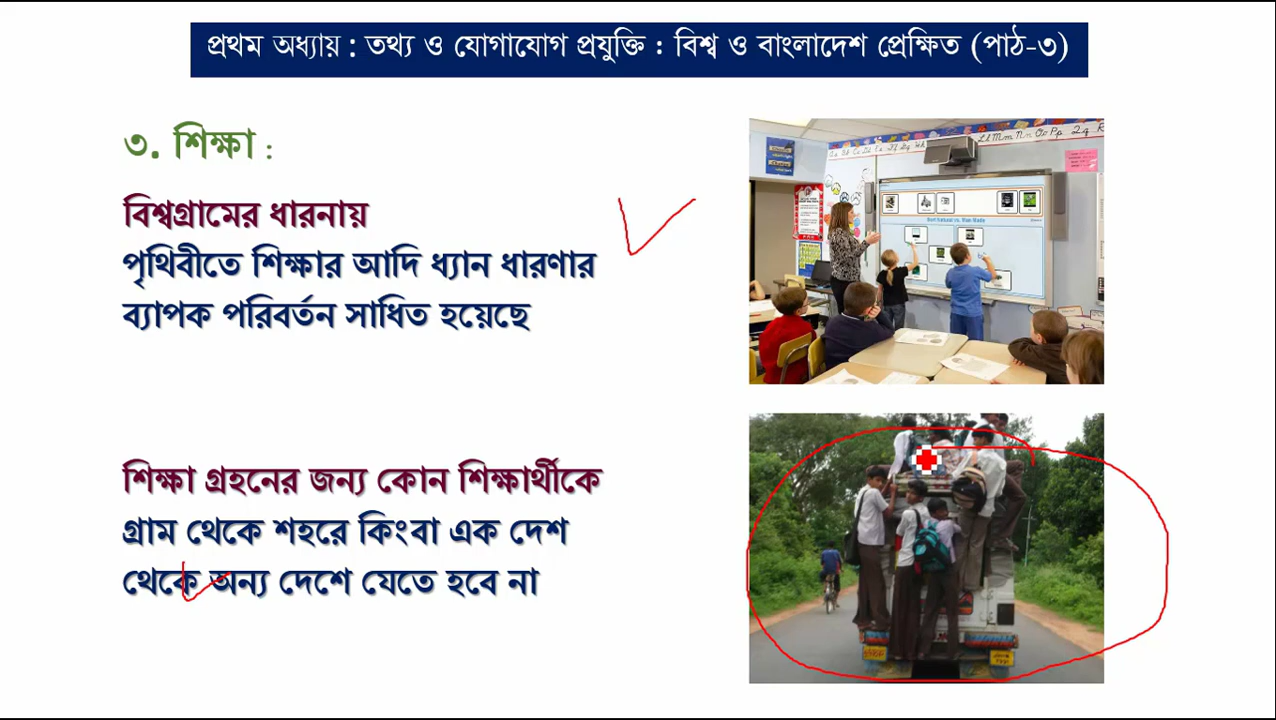 প্রথম অধ্যায় : তথ্য ও যোগাযোগ প্রযুক্তি : বিশ্ব ও বাংলাদেশ প্রেক্ষিত (পাঠ-৩)
৩. শিক্ষা :
বিশ্বগ্রামের ধারনায়
পৃথিবীতে শিক্ষার আদি ধ্যান ধারণার
ব্যাপক পরিবর্তন সাধিত হয়েছে
শিক্ষা গ্রহনের জন্য কোন শিক্ষার্থীকে
গ্রাম থেকে শহরে কিংবা এক দেশ
থেকে অন্য দেশে যেতে হবে না